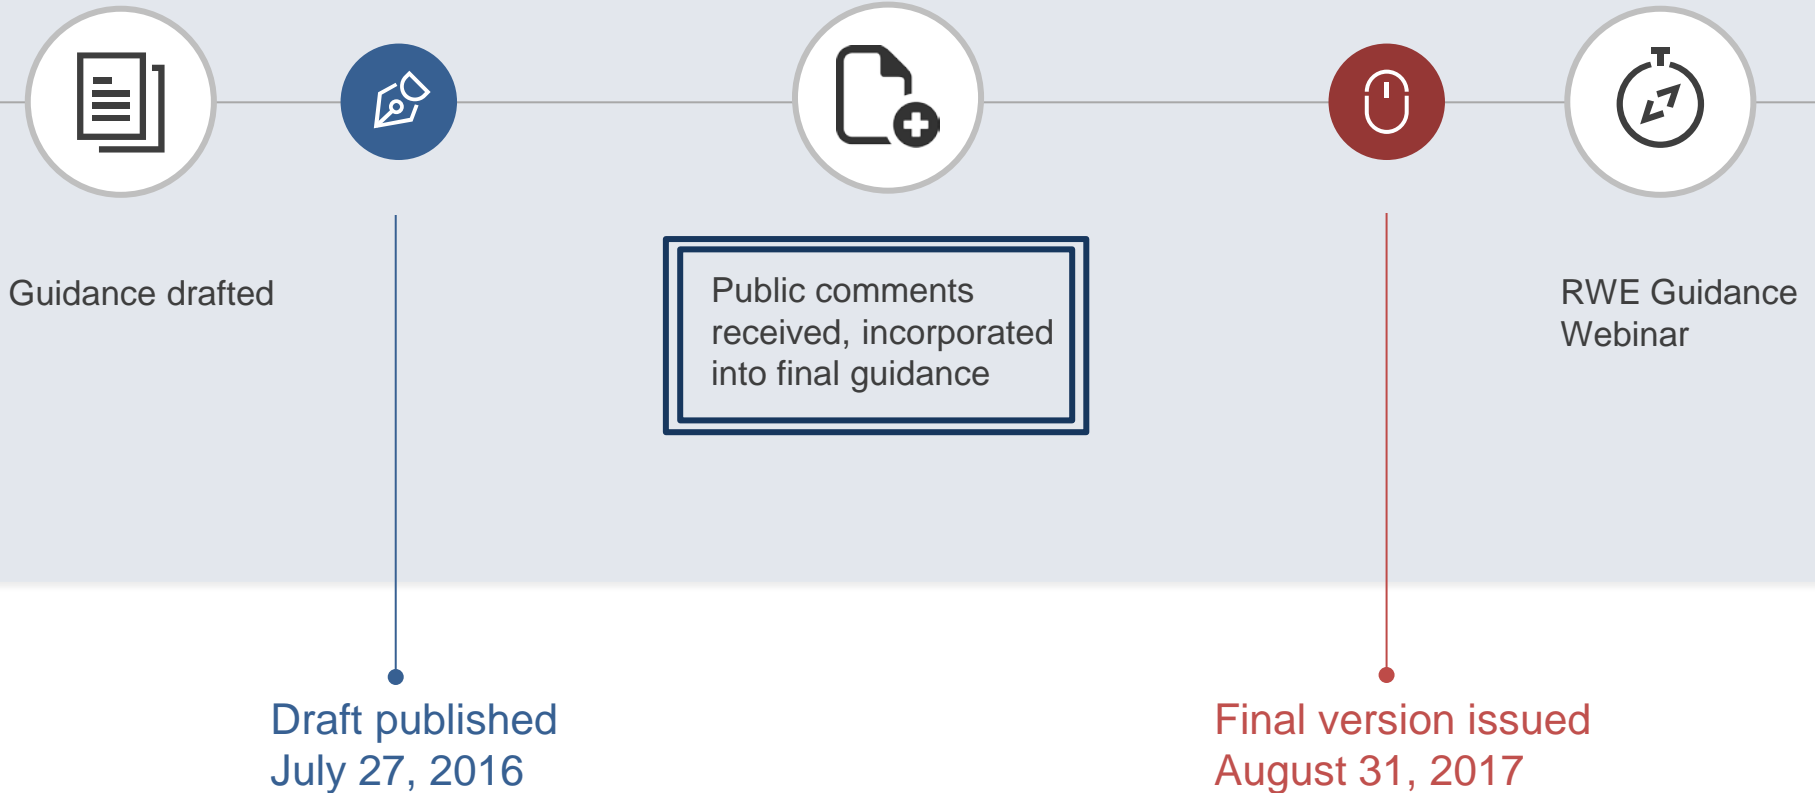 Guidance drafted
Public comments
received, incorporated
into final guidance
RWE Guidance
Webinar
Draft published
July 27, 2016
Final version issued
August 31, 2017